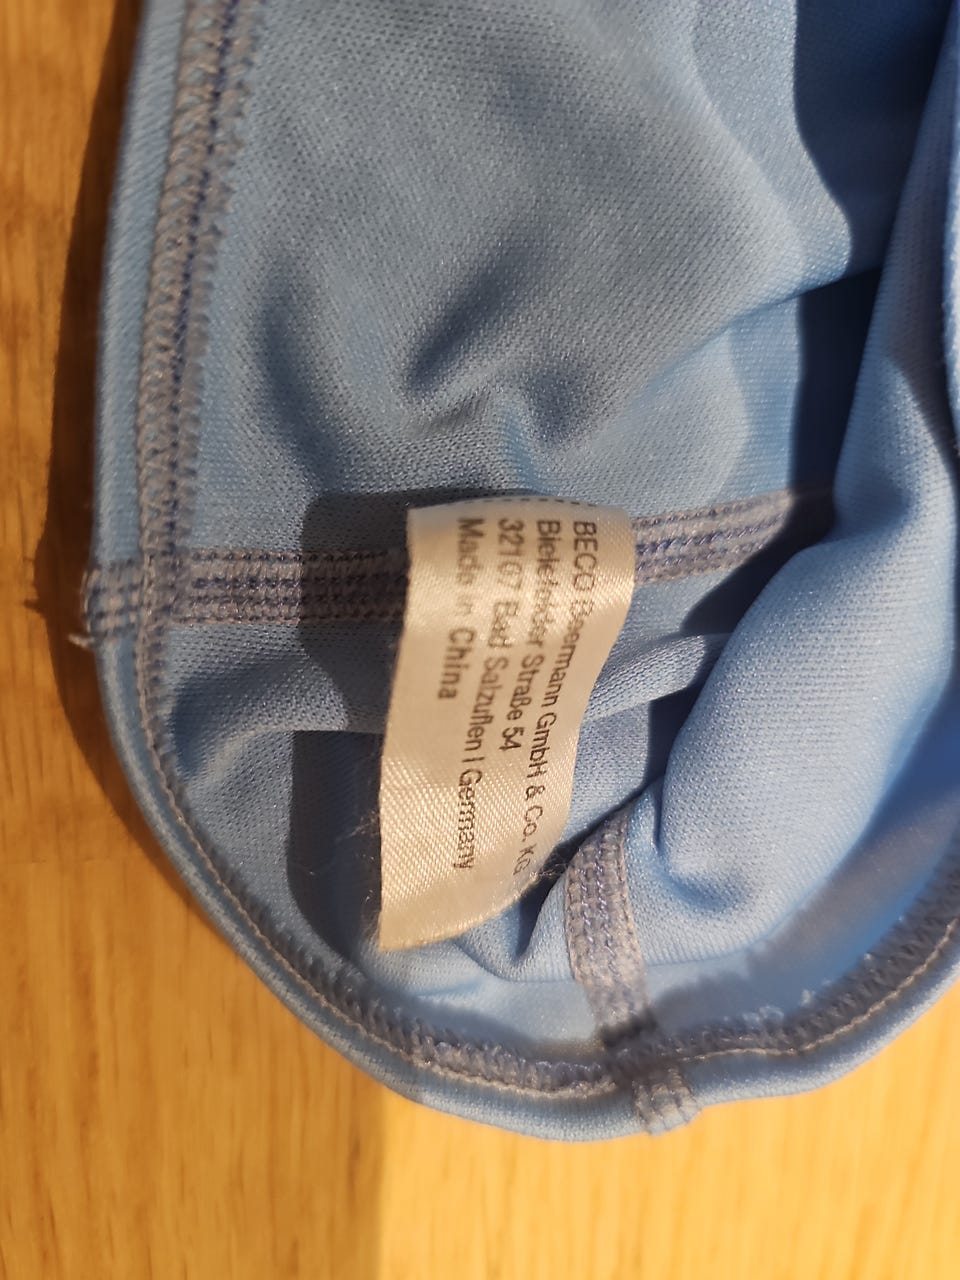 BECO Beermann GmbH & Co. KG
Bielefelder Straße 54
32107 Bad Salzuflen | Germany
Made in China